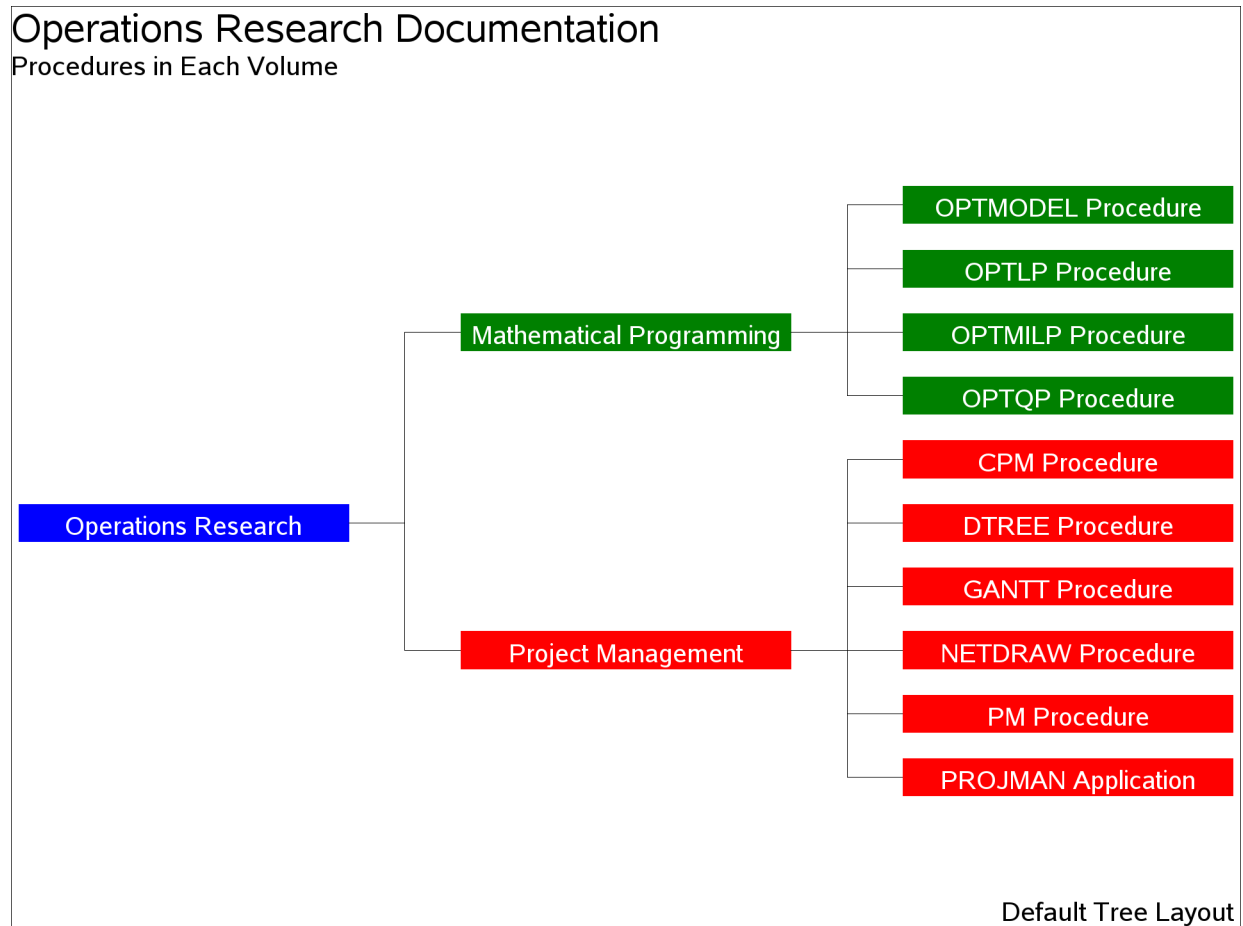 Operations Research Documentation
Procedures in Each Volume
OPTMODEL Procedure
OPTLP Procedure
Mathematical Programming
OPTMILP Procedure
OPTQP Procedure
CPM Procedure
Operations Research
DTREE Procedure
GANTT Procedure
Project Management
NETDRAW Procedure
PM Procedure
PROJMAN Application
Default Tree Layout